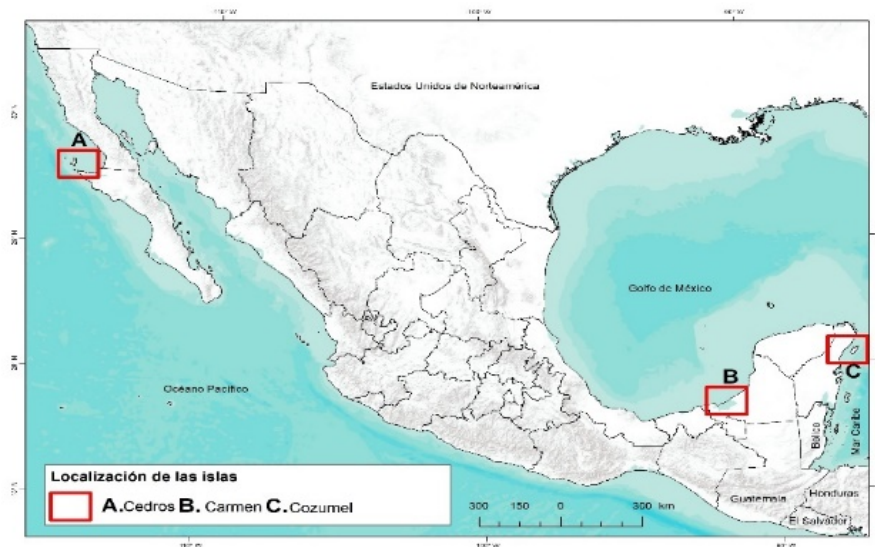 Estados Unidos de Norteamérica
A
Golfo de México
B
C
Océano Pacífico
Mar Caribe
Guatemala
Honduras
El Salvador
Localización de las islas
A.Cedros B. Carmen C.Cozumel
300 150 0 300 km